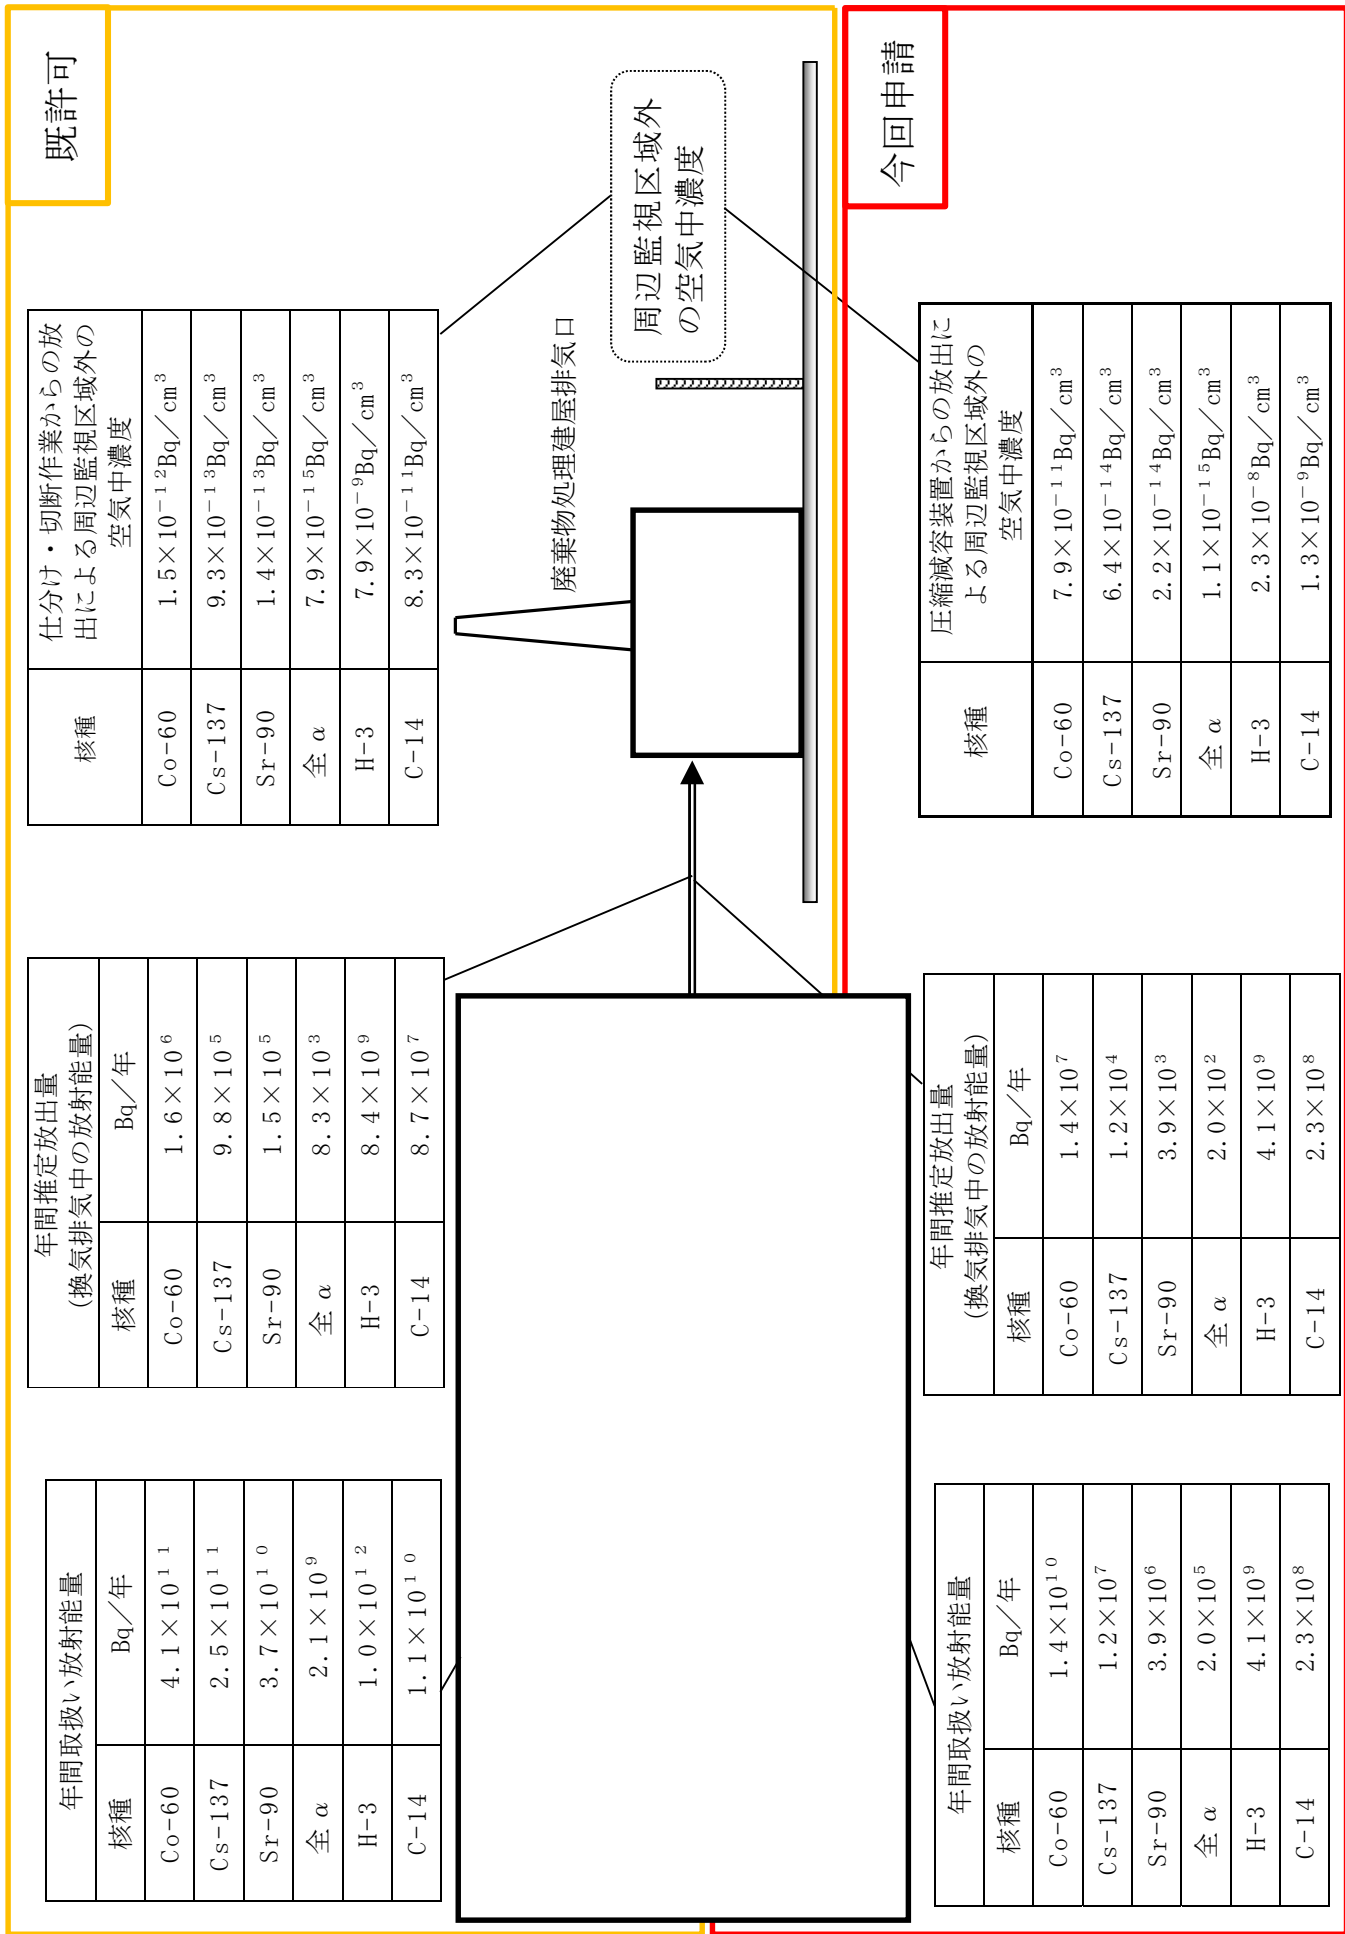 既許可
年間取扱い放射能量
核種 Bq／年
Co-60 4.1×10¹¹
Cs-137 2.5×10¹¹
Sr-90 3.7×10¹⁰
全α 2.1×10⁹
H-3 1.0×10¹²
C-14 1.1×10¹⁰
年間推定放出量
(換気排気中の放射能量)
核種 Bq／年
Co-60 1.6×10⁶
Cs-137 9.8×10⁵
Sr-90 1.5×10⁵
全α 8.3×10³
H-3 8.4×10⁹
C-14 8.7×10⁷
核種
仕分け・切断作業からの放
出による周辺監視区域外の
空気中濃度
Co-60 1.5×10⁻¹²Bq／cm³
Cs-137 9.3×10⁻¹³Bq／cm³
Sr-90 1.4×10⁻¹³Bq／cm³
全α 7.9×10⁻¹⁵Bq／cm³
H-3 7.9×10⁻⁹Bq／cm³
C-14 8.3×10⁻¹¹Bq／cm³
廃棄物処理建屋排気口
周辺監視区域外
の空気中濃度
今回申請
年間取扱い放射能量
核種 Bq／年
Co-60 1.4×10¹⁰
Cs-137 1.2×10⁷
Sr-90 3.9×10⁶
全α 2.0×10⁵
H-3 4.1×10⁹
C-14 2.3×10⁸
年間推定放出量
(換気排気中の放射能量)
核種 Bq／年
Co-60 1.4×10⁷
Cs-137 1.2×10⁴
Sr-90 3.9×10³
全α 2.0×10²
H-3 4.1×10⁹
C-14 2.3×10⁸
核種
圧縮減容装置からの放出に
よる周辺監視区域外の
空気中濃度
Co-60 7.9×10⁻¹¹Bq／cm³
Cs-137 6.4×10⁻¹⁴Bq／cm³
Sr-90 2.2×10⁻¹⁴Bq／cm³
全α 1.1×10⁻¹⁵Bq／cm³
H-3 2.3×10⁻⁸Bq／cm³
C-14 1.3×10⁻⁹Bq／cm³